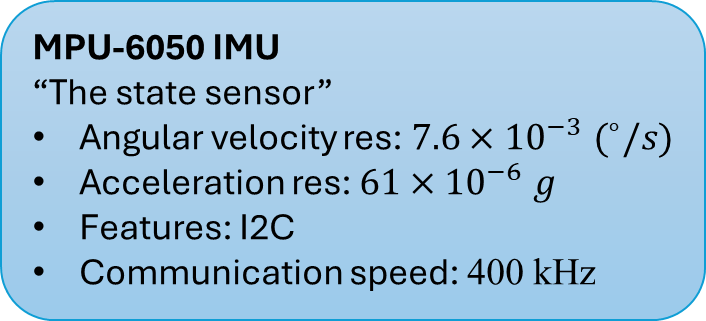 MPU-6050 IMU
“The state sensor”
• Angular velocity res: 7.6 × 10⁻³ (°/s)
• Acceleration res: 61 × 10⁻⁶ g
• Features: I2C
• Communication speed: 400 kHz